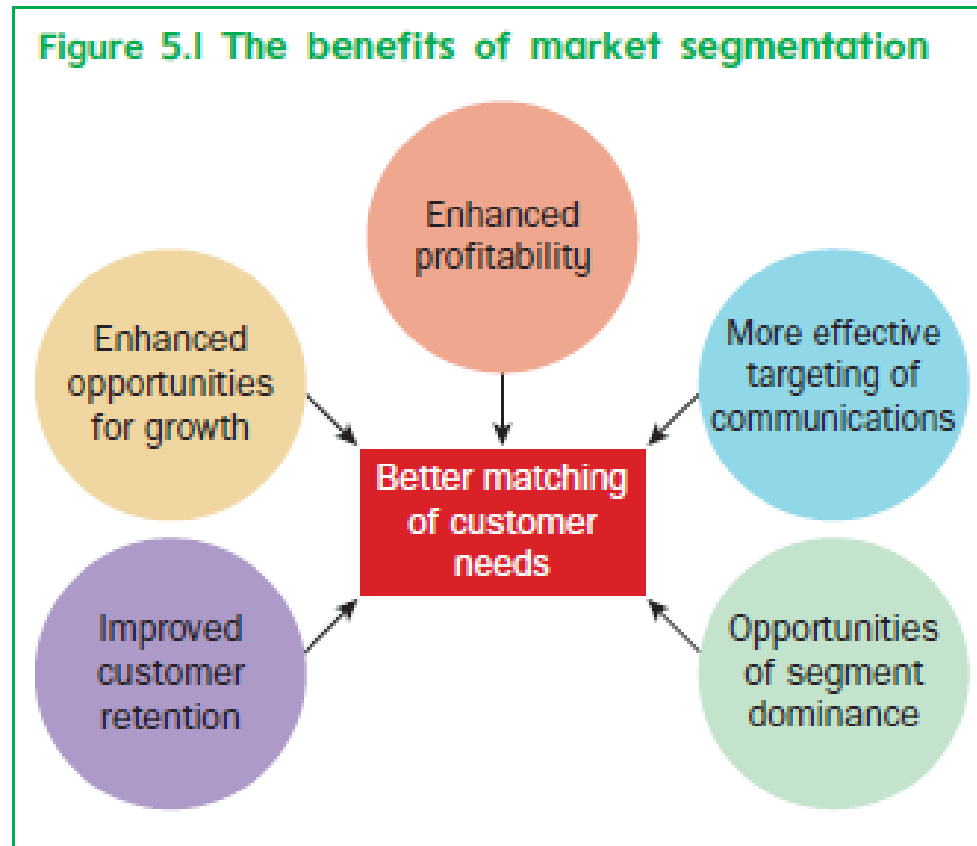 Figure 5.1 The benefits of market segmentation
Enhanced
profitability
Enhanced
opportunities
for growth
More effective
targeting of
communications
Better matching
of customer
needs
Improved
customer
retention
Opportunities
of segment
dominance